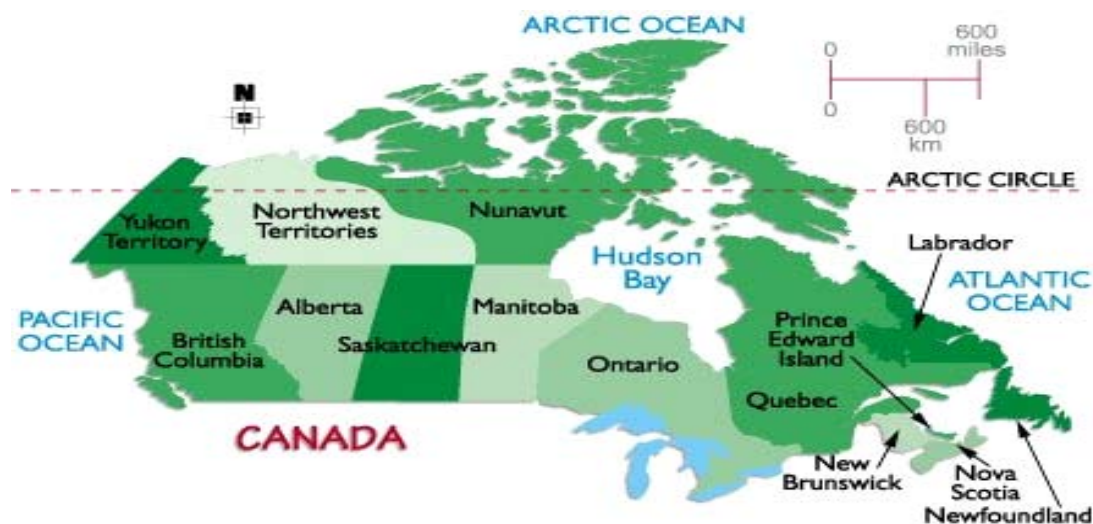 ARCTIC OCEAN
0
600
miles
0
600
km
N
ARCTIC CIRCLE
Yukon
Territory
Northwest
Territories
Nunavut
Labrador
Hudson
Bay
ATLANTIC
OCEAN
PACIFIC
OCEAN
Alberta
Manitoba
British
Columbia
Saskatchewan
Prince
Edward
Island
Ontario
Quebec
CANADA
New
Brunswick
Nova
Scotia
Newfoundland